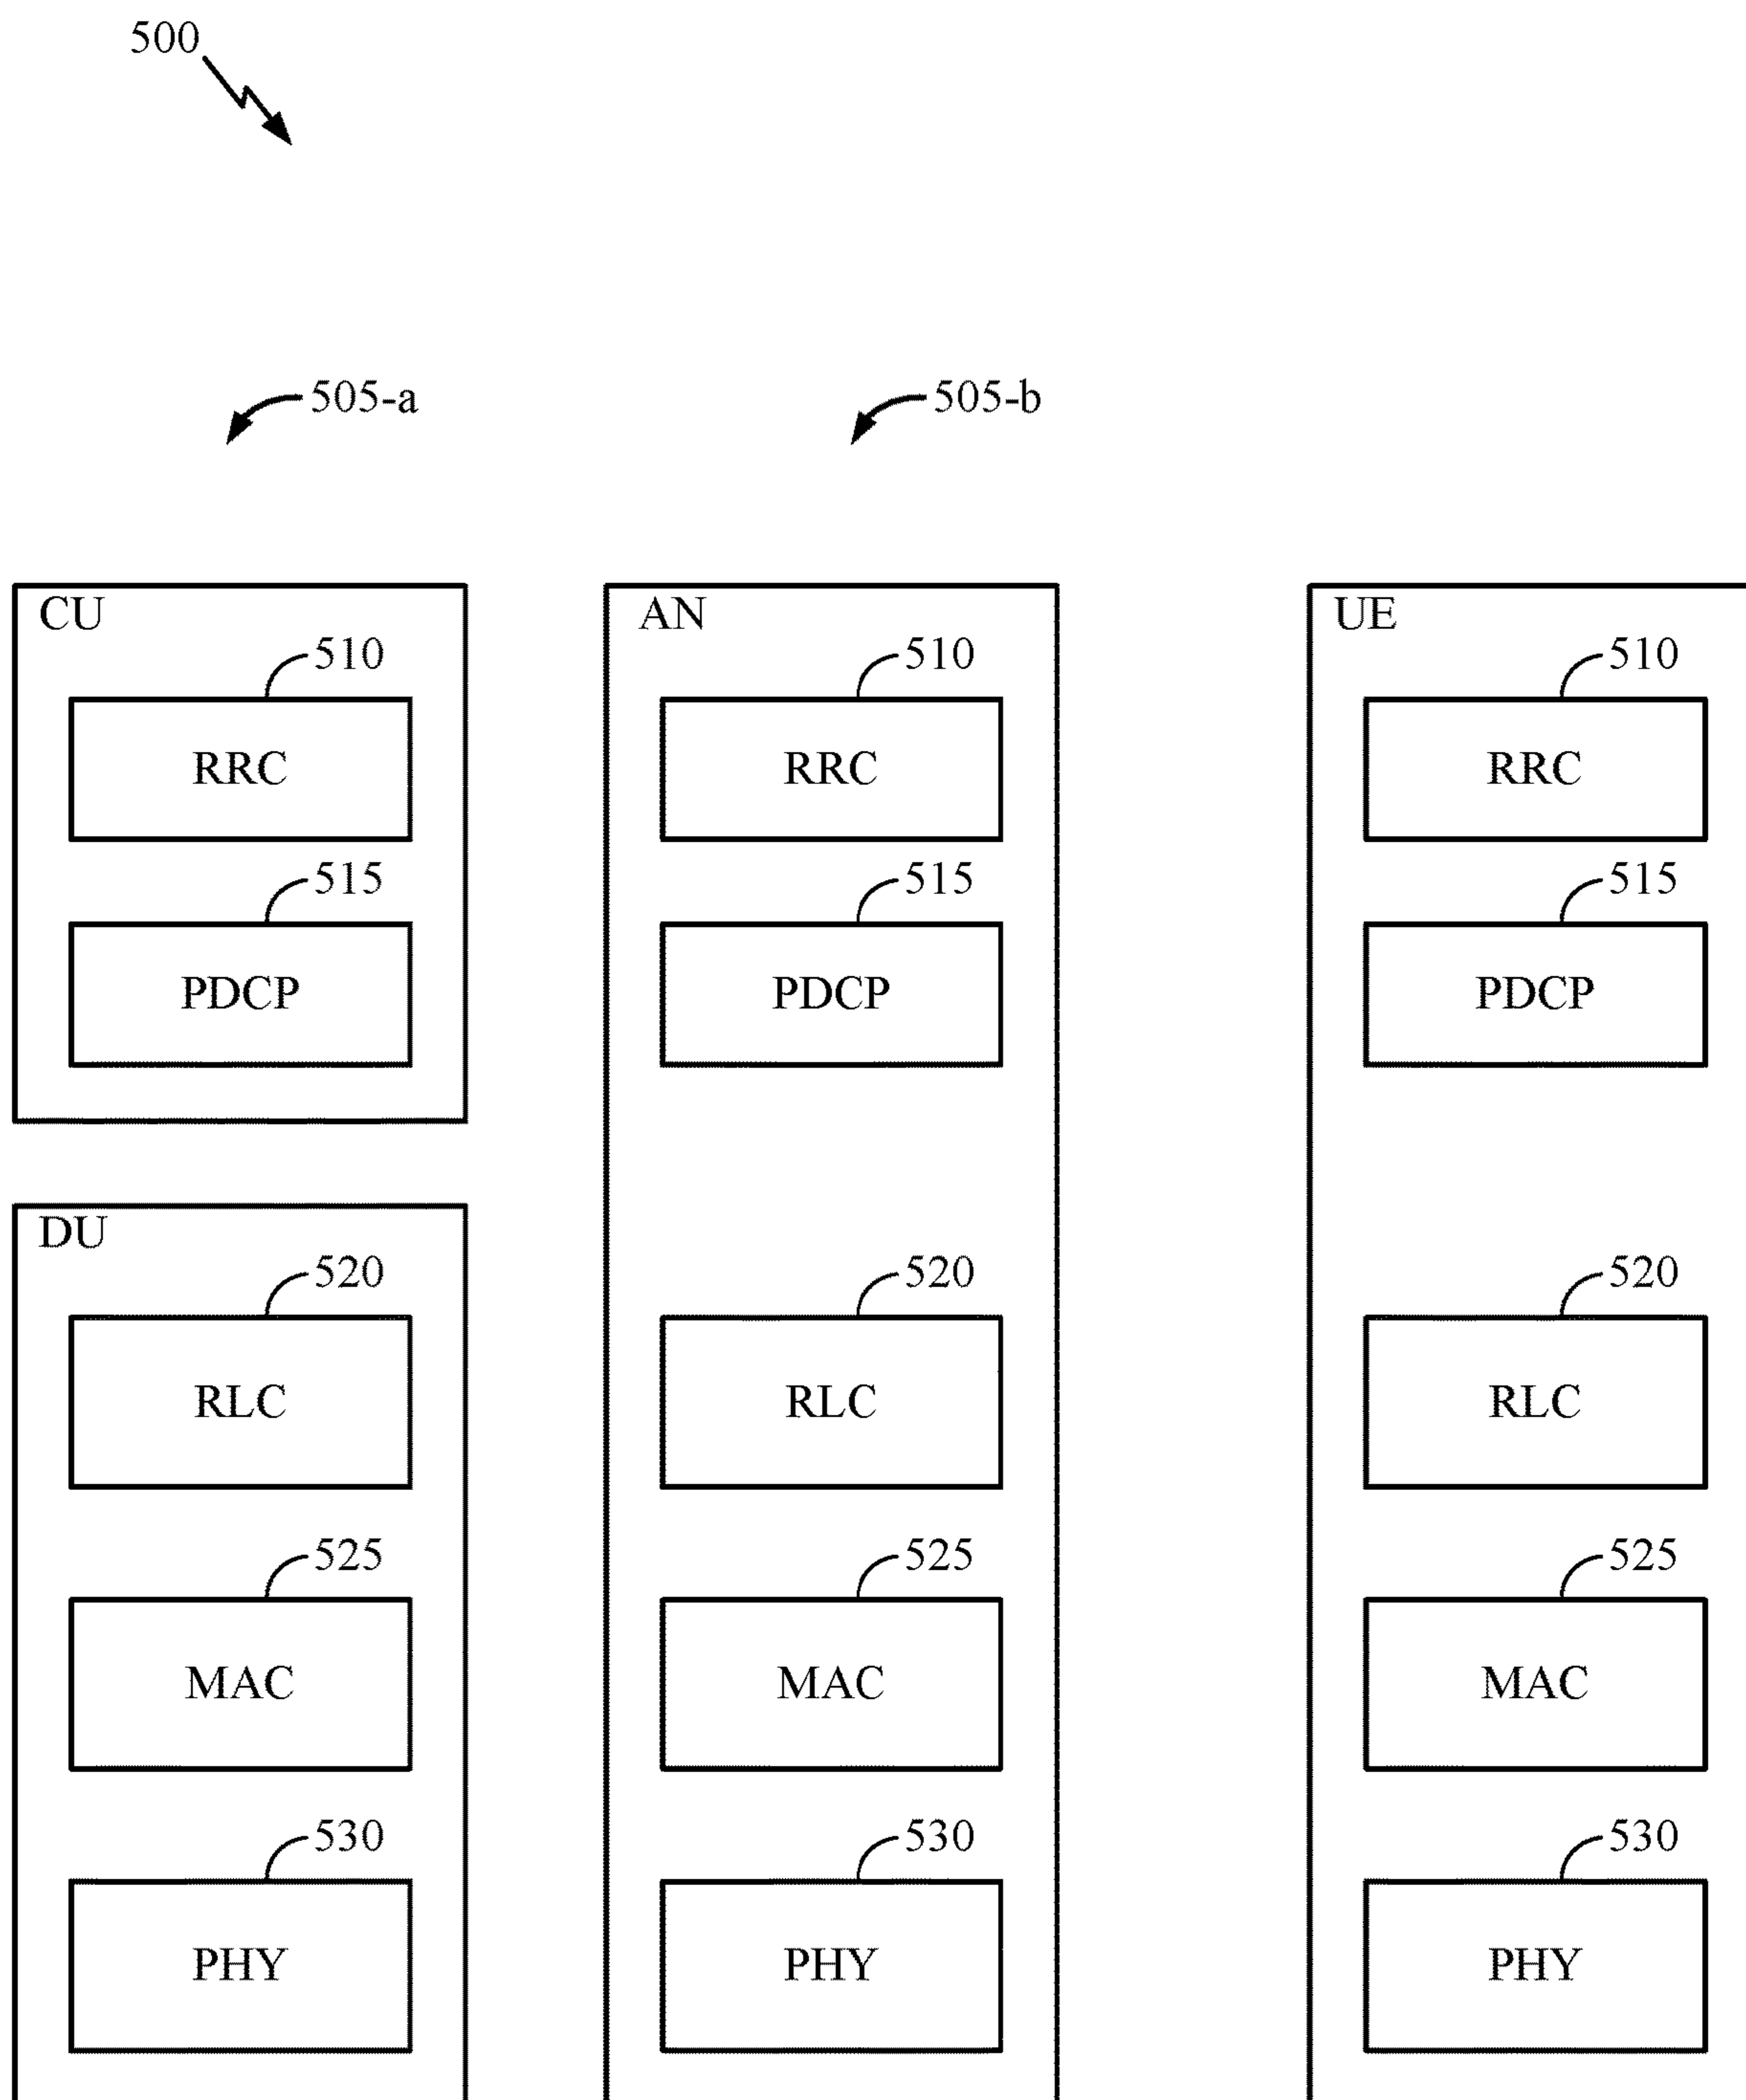 500
505-a 505-b
CU AN UE
510 510 510
RRC RRC RRC
515 515 515
PDCP PDCP PDCP
DU
520 520 520
RLC RLC RLC
525 525 525
MAC MAC MAC
530 530 530
PHY PHY PHY